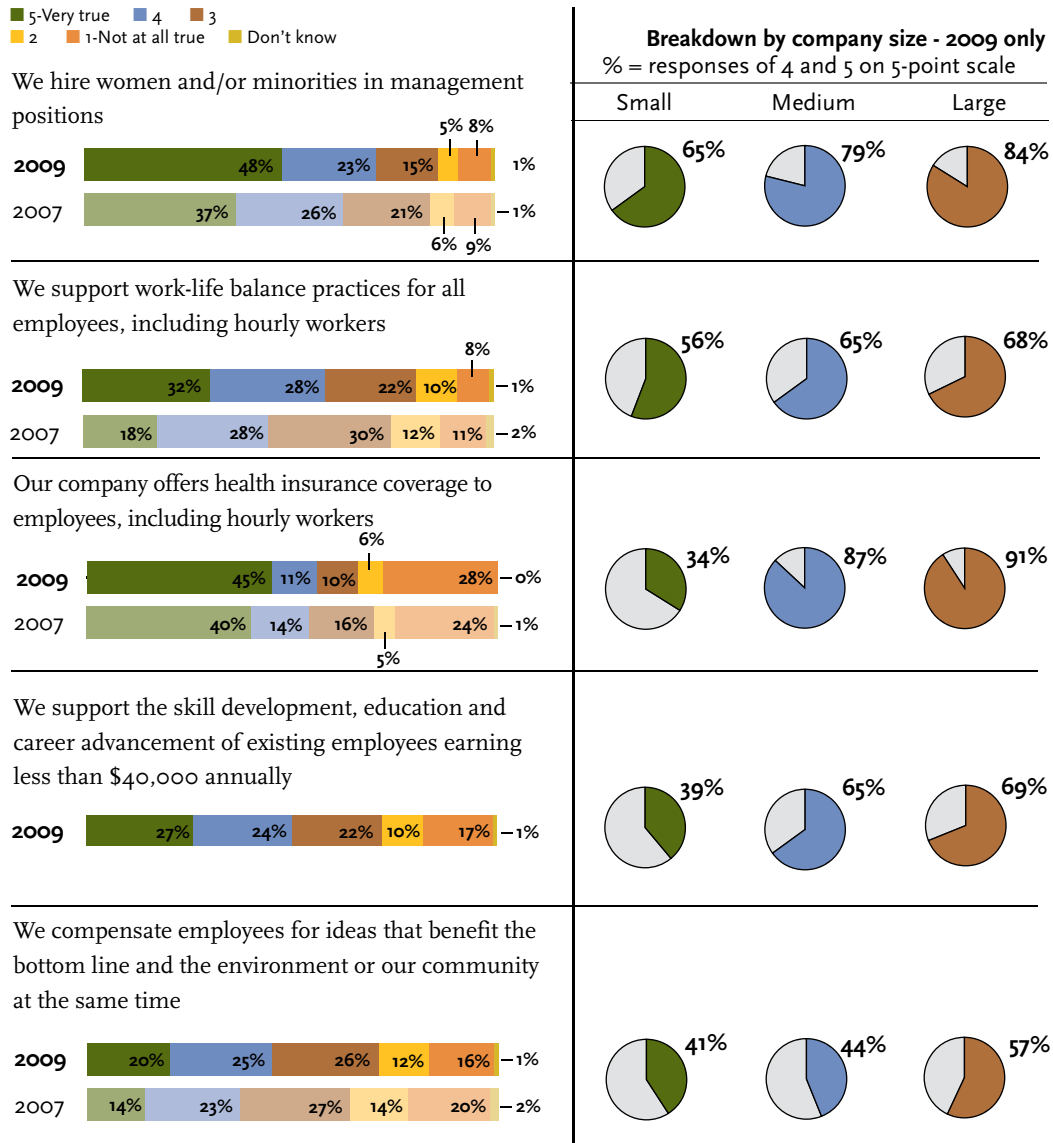 5-Very true 4 3
2 1-Not at all true Don't know
Breakdown by company size - 2009 only
% = responses of 4 and 5 on 5-point scale
Small Medium Large
We hire women and/or minorities in management
positions
5% 8%
2009 48% 23% 15% 1%
2007 37% 26% 21% 1%
6% 9%
65% 79% 84%
We support work-life balance practices for all
employees, including hourly workers
8%
2009 32% 28% 22% 10% 1%
2007 18% 28% 30% 12% 11% 2%
56% 65% 68%
Our company offers health insurance coverage to
employees, including hourly workers
6%
2009 45% 11% 10% 28% 0%
2007 40% 14% 16% 24% 1%
5%
34% 87% 91%
We support the skill development, education and
career advancement of existing employees earning
less than $40,000 annually
2009 27% 24% 22% 10% 17% 1%
39% 65% 69%
We compensate employees for ideas that benefit the
bottom line and the environment or our community
at the same time
2009 20% 25% 26% 12% 16% 1%
2007 14% 23% 27% 14% 20% 2%
41% 44% 57%